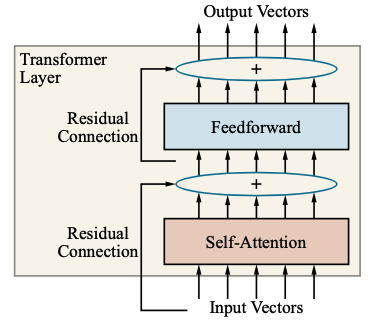 Output Vectors
Transformer
Layer
+
Residual
Connection
Feedforward
+
Residual
Connection
Self-Attention
Input Vectors